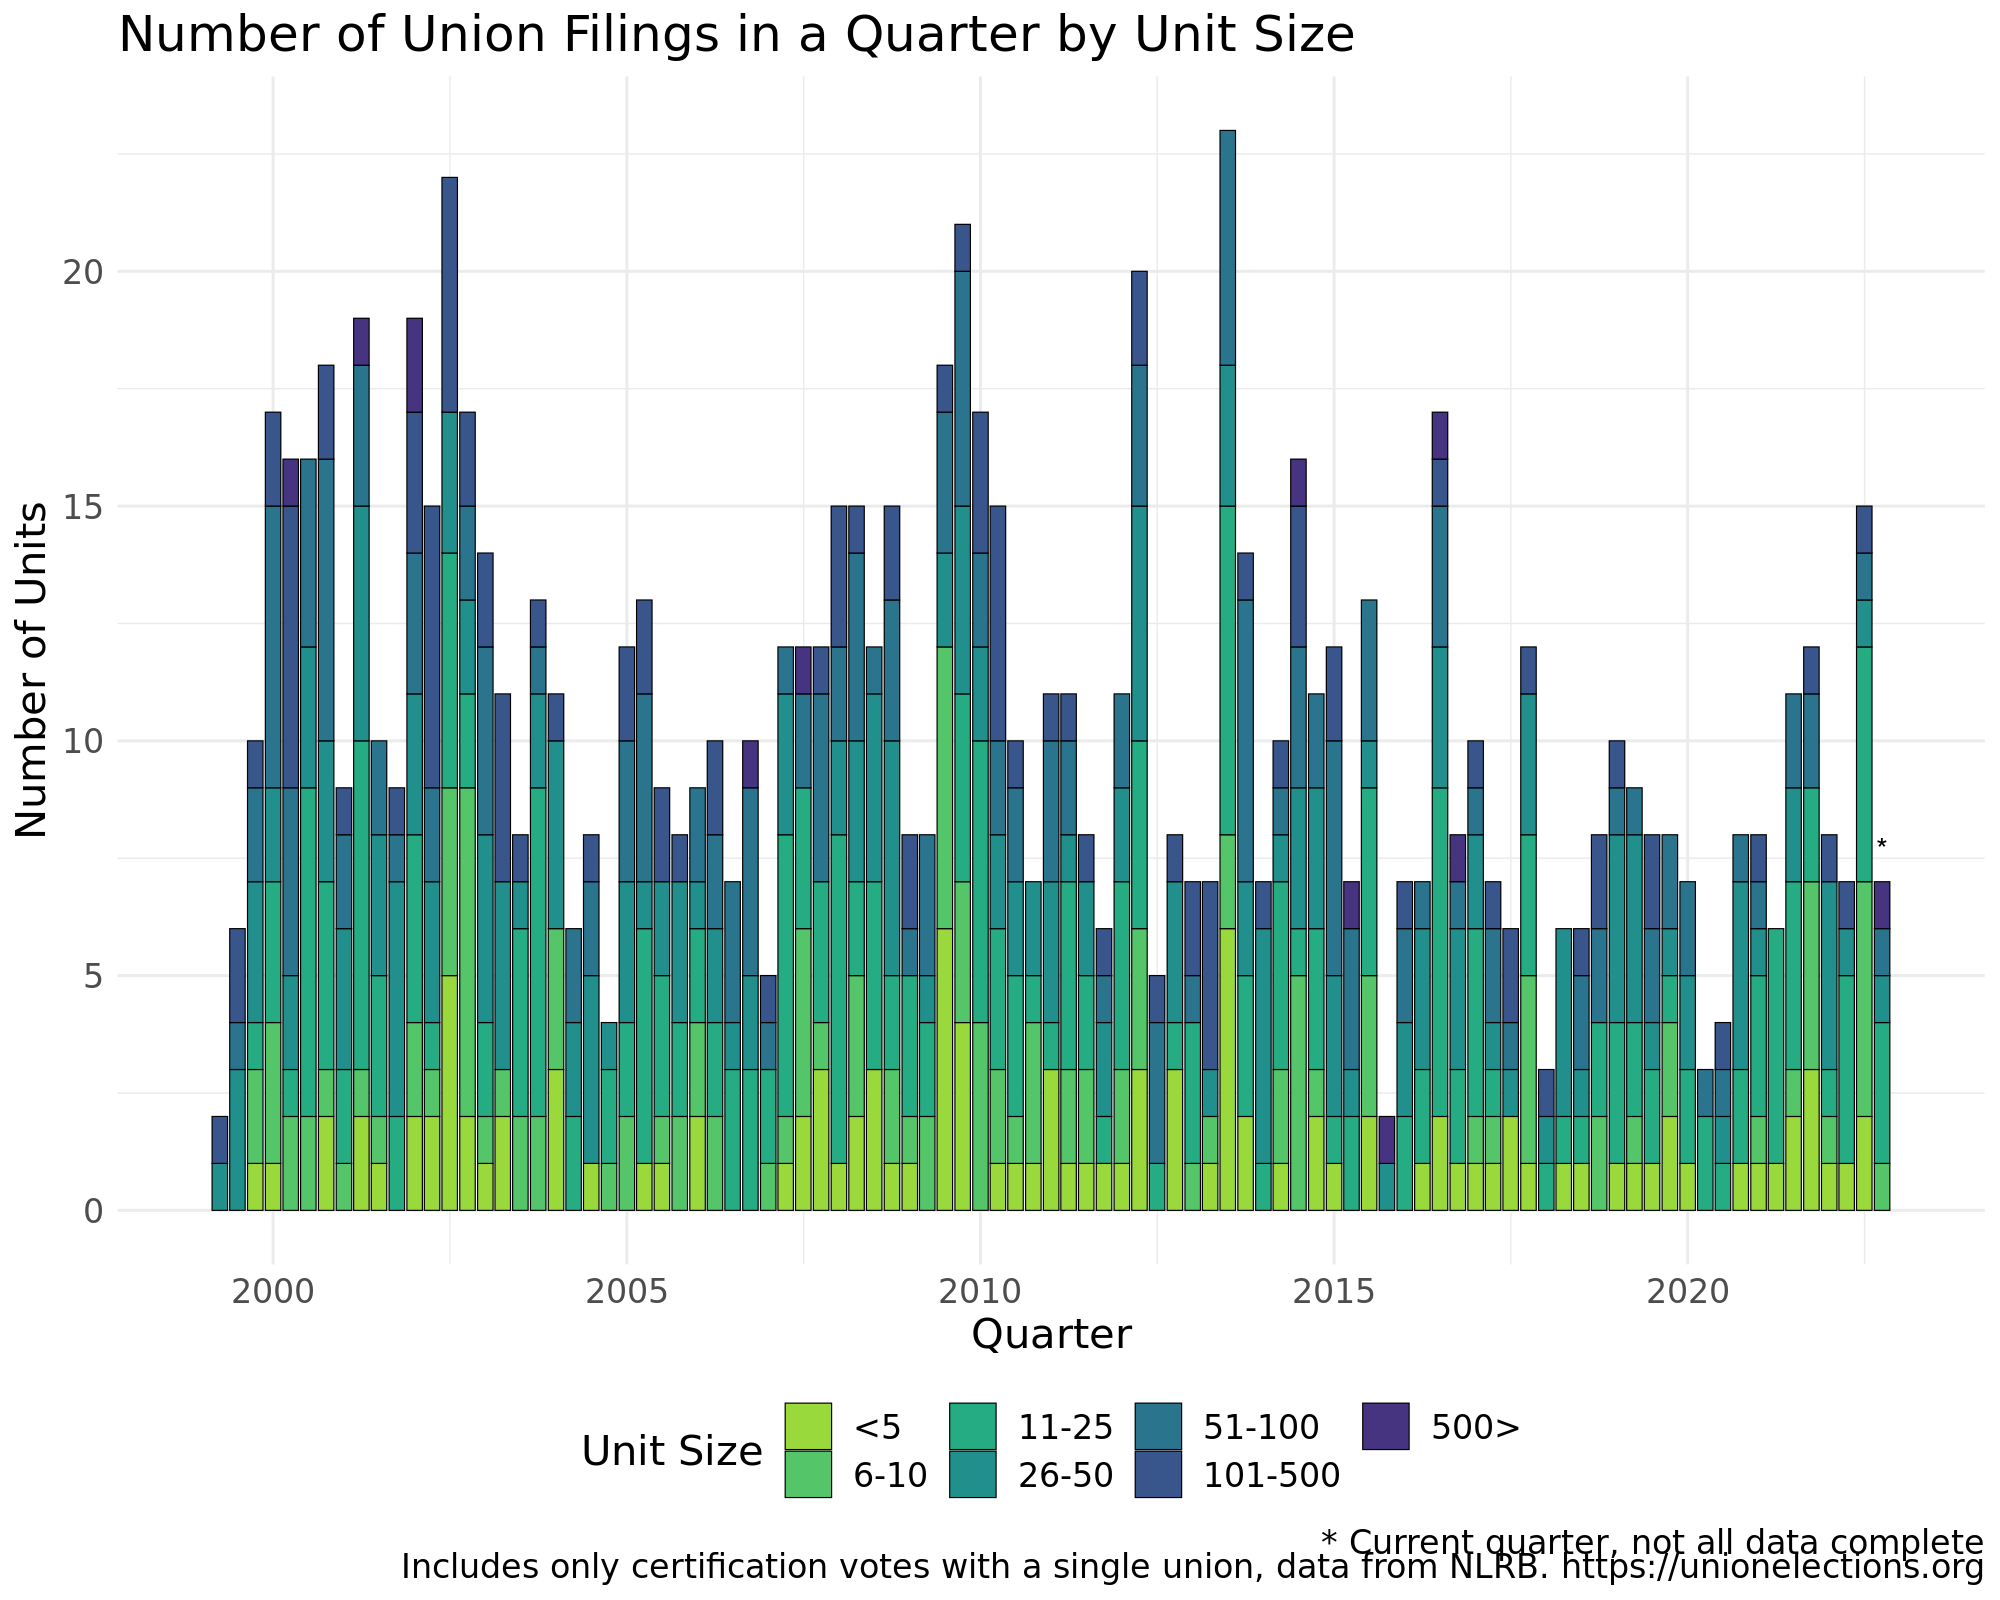 Number of Union Filings in a Quarter by Unit Size
Number of Units
20
15
10
5
0
*
2000 2005 2010 2015 2020
Quarter
Unit Size
<5 11-25 51-100 500>
6-10 26-50 101-500
* Current quarter, not all data complete
Includes only certification votes with a single union, data from NLRB. https://unionelections.org